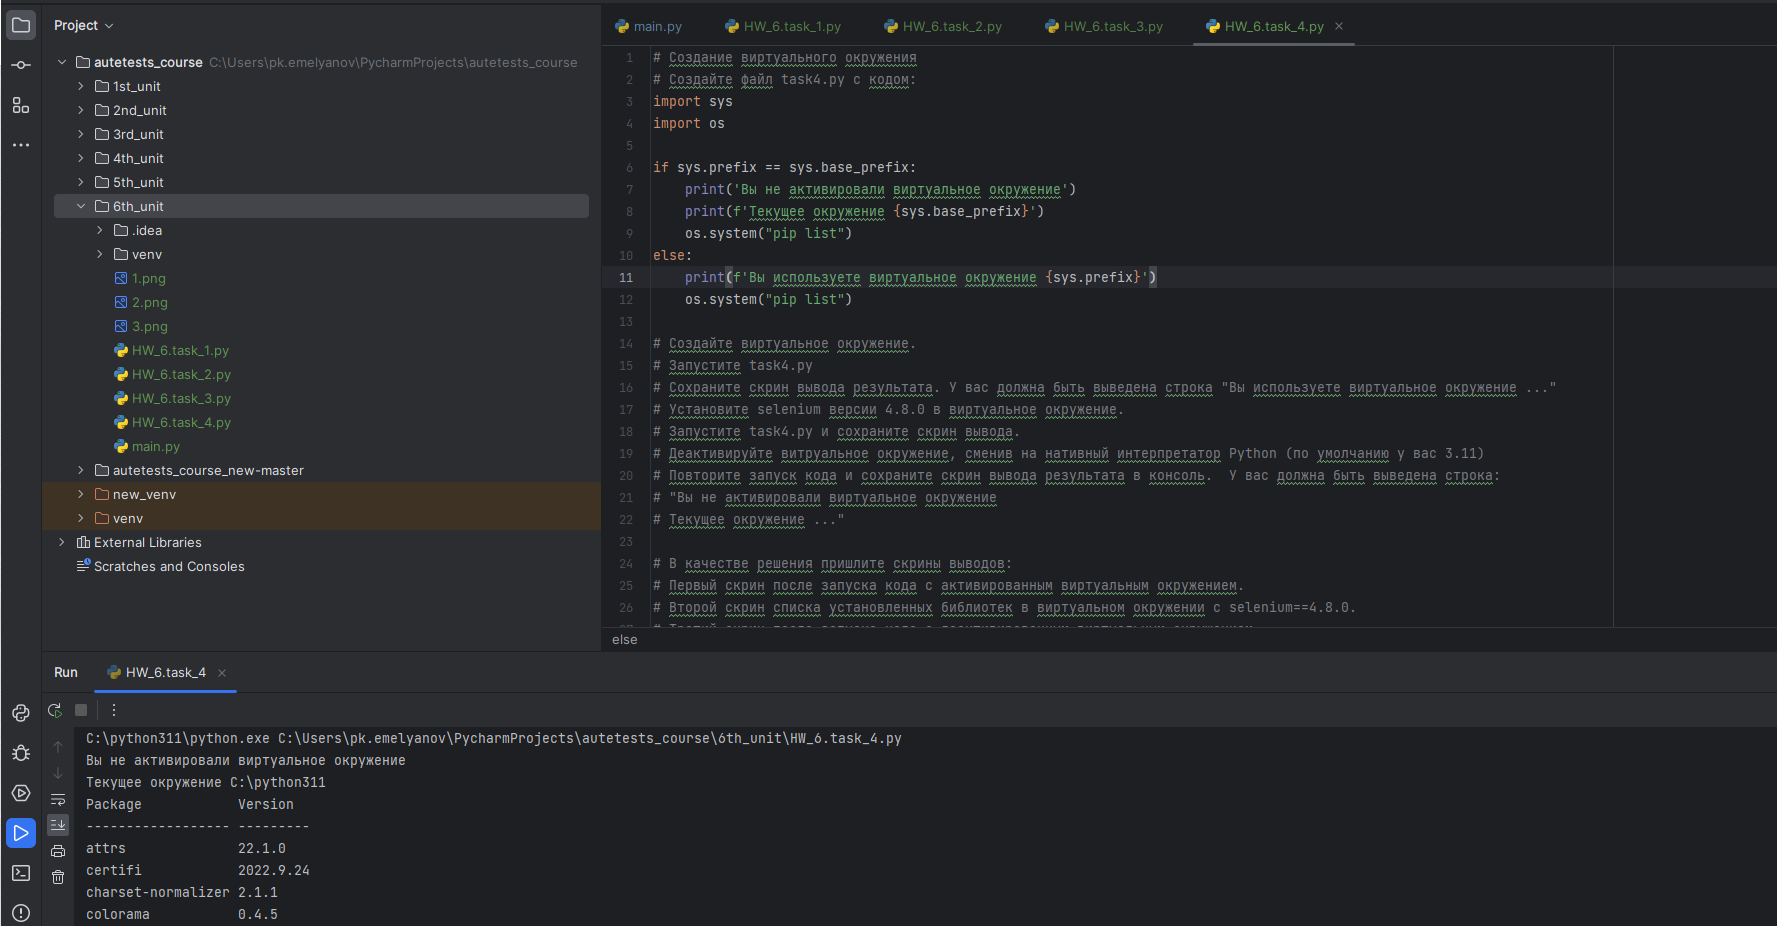 Project
autetests_course C:\Users\pk.emelyanov\PycharmProjects\autetests_course
1st_unit
2nd_unit
3rd_unit
4th_unit
5th_unit
6th_unit
.idea
venv
1.png
2.png
3.png
HW_6.task_1.py
HW_6.task_2.py
HW_6.task_3.py
HW_6.task_4.py
main.py
autetests_course_new-master
new_venv
venv
External Libraries
Scratches and Consoles
main.py HW_6.task_1.py HW_6.task_2.py HW_6.task_3.py HW_6.task_4.py
1 # Создание виртуального окружения
2 # Создайте файл task4.py с кодом:
3 import sys
4 import os
5
6 if sys.prefix == sys.base_prefix:
7 print('Вы не активировали виртуальное окружение')
8 print(f'Текущее окружение {sys.base_prefix}')
9 os.system("pip list")
10 else:
11 print(f'Вы используете виртуальное окружение {sys.prefix}')
12 os.system("pip list")
13
14 # Создайте виртуальное окружение.
15 # Запустите task4.py
16 # Сохраните скрин вывода результата. У вас должна быть выведена строка "Вы используете виртуальное окружение ..."
17 # Установите selenium версии 4.8.0 в виртуальное окружение.
18 # Запустите task4.py и сохраните скрин вывода.
19 # Деактивируйте витруальное окружение, сменив на нативный интерпретатор Python (по умолчанию у вас 3.11)
20 # Повторите запуск кода и сохраните скрин вывода результата в консоль. У вас должна быть выведена строка:
21 # "Вы не активировали виртуальное окружение
22 # Текущее окружение ..."
23
24 # В качестве решения пришлите скрины выводов:
25 # Первый скрин после запуска кода с активированным виртуальным окружением.
26 # Второй скрин списка установленных библиотек в виртуальном окружении с selenium==4.8.0.
else
Run HW_6.task_4
C:\python311\python.exe C:\Users\pk.emelyanov\PycharmProjects\autetests_course\6th_unit\HW_6.task_4.py
Вы не активировали виртуальное окружение
Текущее окружение C:\python311
Package Version
------------------ ---------
attrs 22.1.0
certifi 2022.9.24
charset-normalizer 2.1.1
colorama 0.4.5